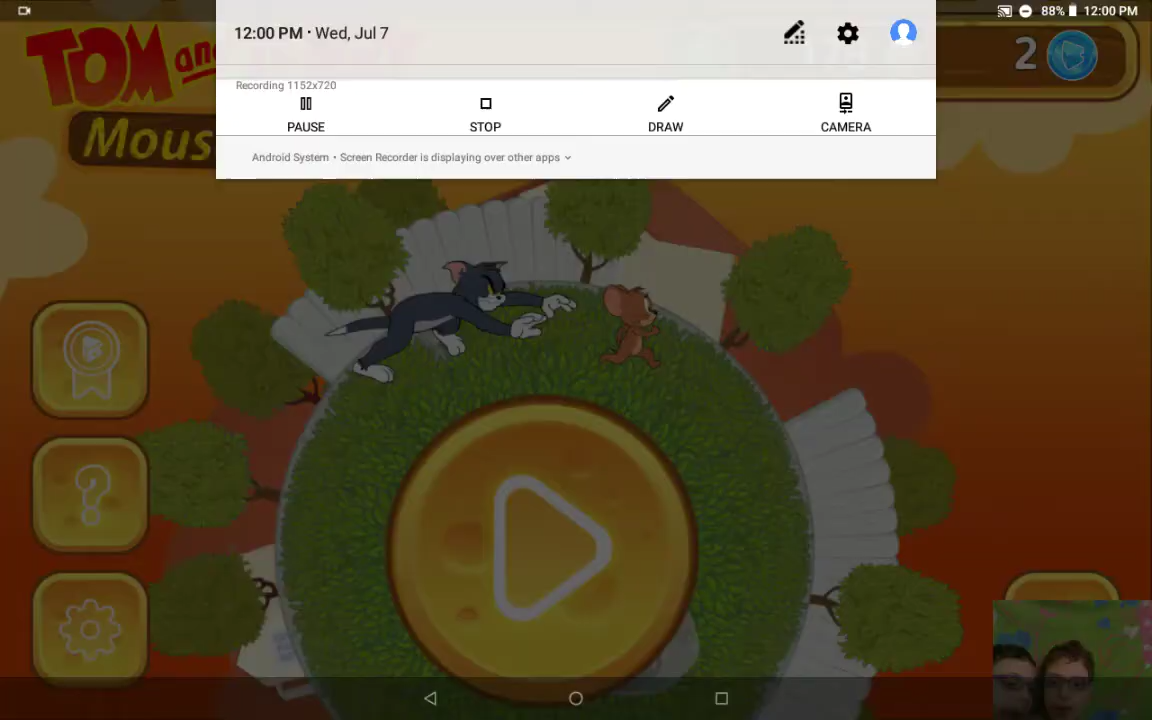 88% 12:00 PM
12:00 PM • Wed, Jul 7
TOM and
Mous
2
Recording 1152x720
PAUSE STOP DRAW CAMERA
Android System • Screen Recorder is displaying over other apps
?